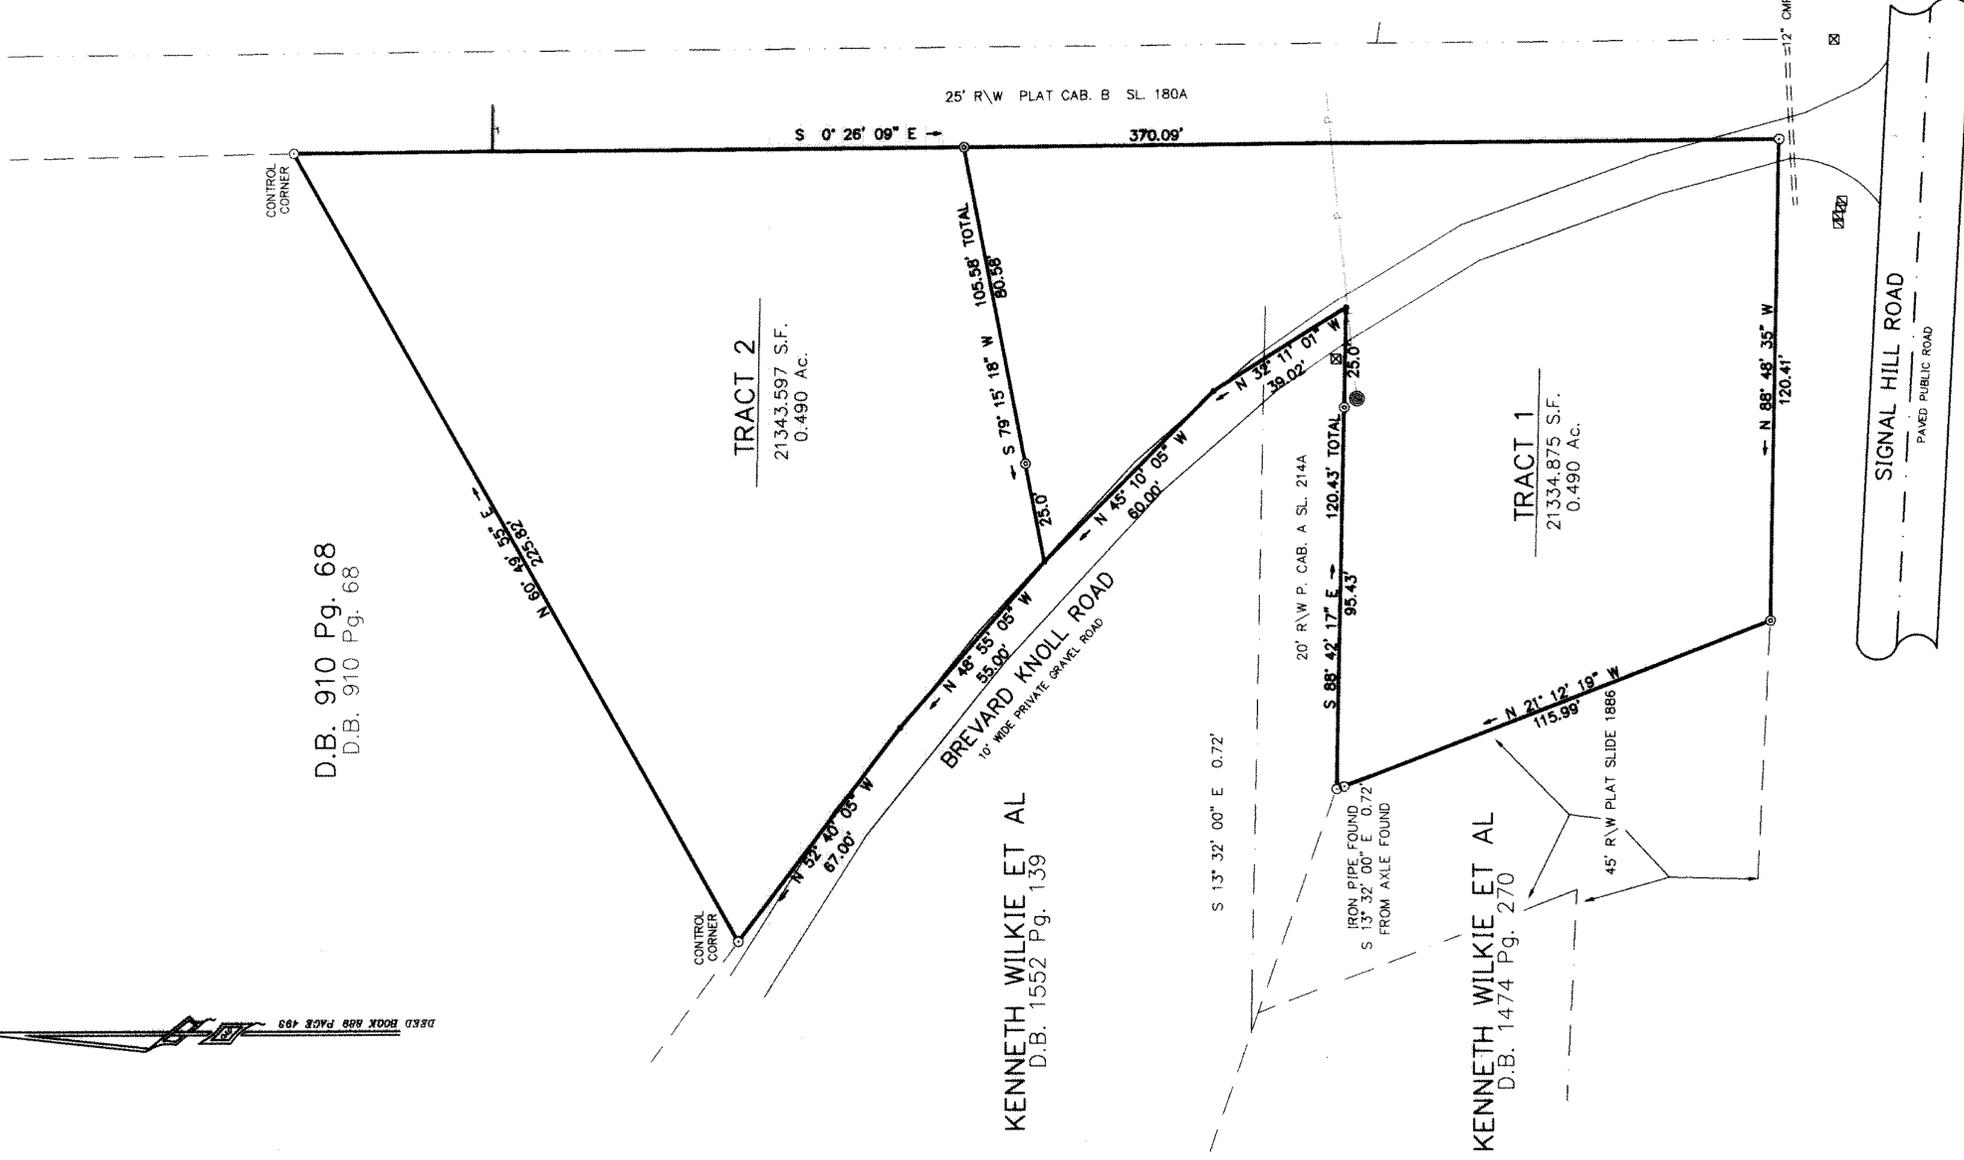 25' R\W PLAT CAB. B SL. 180A
S 0° 26' 09" E
370.09'
12" CMP
CONTROL
CORNER
N 60° 49' 55" E
225.82'
D.B. 910 Pg. 68
D.B. 910 Pg. 68
TRACT 2
21343.597 S.F.
0.490 Ac.
105.58' TOTAL
80.58'
S 79° 15' 18" W
25.0'
N 32° 11' 01" W
39.02'
N 45° 10' 05" W
60.00'
N 48° 55' 05" W
55.00'
N 52° 40' 05" W
67.00'
BREVARD KNOLL ROAD
10' WIDE PRIVATE GRAVEL ROAD
CONTROL
CORNER
20' R\W P. CAB. A SL. 214A
S 88° 42' 17" E
120.43' TOTAL
95.43'
25.0'
TRACT 1
21334.875 S.F.
0.490 Ac.
N 88° 48' 35" W
120.41'
SIGNAL HILL ROAD
PAVED PUBLIC ROAD
N 21° 12' 19" W
115.99'
45' R\W PLAT SLIDE 1886
S 13° 32' 00" E 0.72'
IRON PIPE FOUND
S 13° 32' 00" E 0.72'
FROM AXLE FOUND
KENNETH WILKIE ET AL
D.B. 1552 Pg. 139
KENNETH WILKIE ET AL
D.B. 1474 Pg. 270
DEED BOOK 889 PAGE 493
P
P